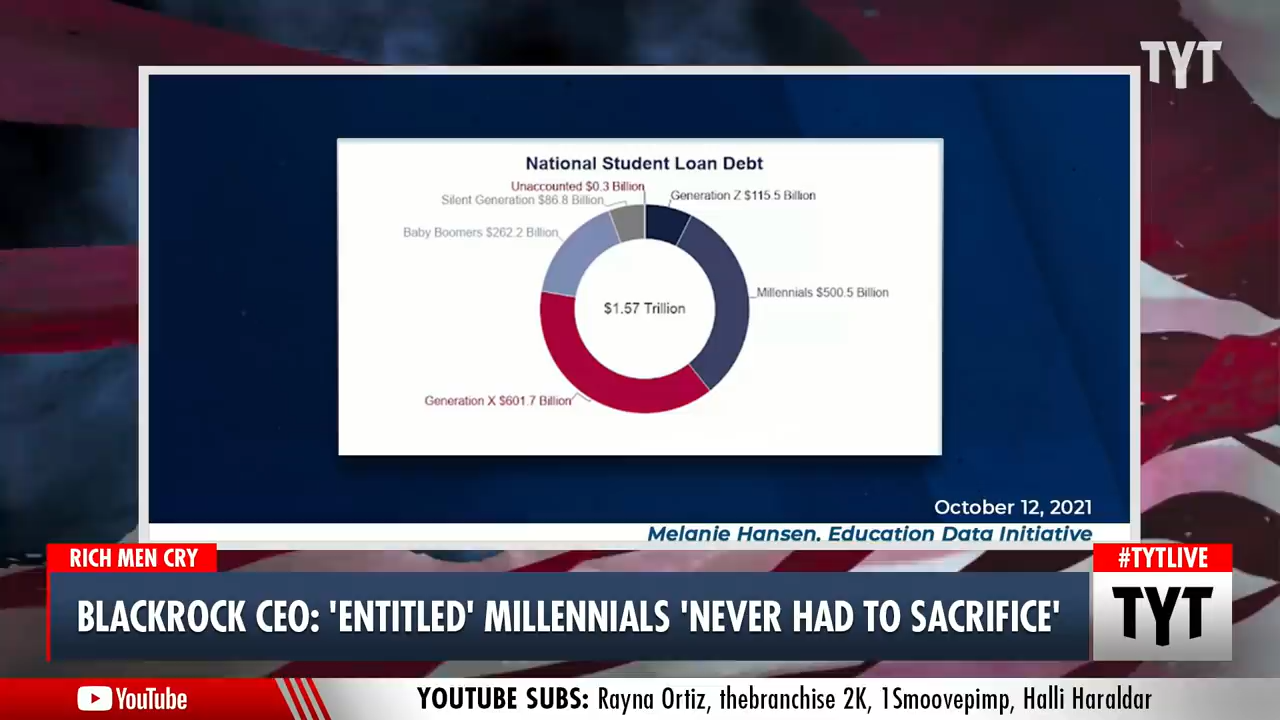 TYT
National Student Loan Debt
Unaccounted $0.3 Billion
Generation Z $115.5 Billion
Silent Generation $86.8 Billion
Baby Boomers $262.2 Billion
Millennials $500.5 Billion
$1.57 Trillion
Generation X $601.7 Billion
October 12, 2021
Melanie Hansen, Education Data Initiative
RICH MEN CRY
#TYTLIVE
BLACKROCK CEO: 'ENTITLED' MILLENNIALS 'NEVER HAD TO SACRIFICE'
TYT
YouTube
YOUTUBE SUBS: Rayna Ortiz, thebranchise 2K, 1Smoovepimp, Halli Haraldar